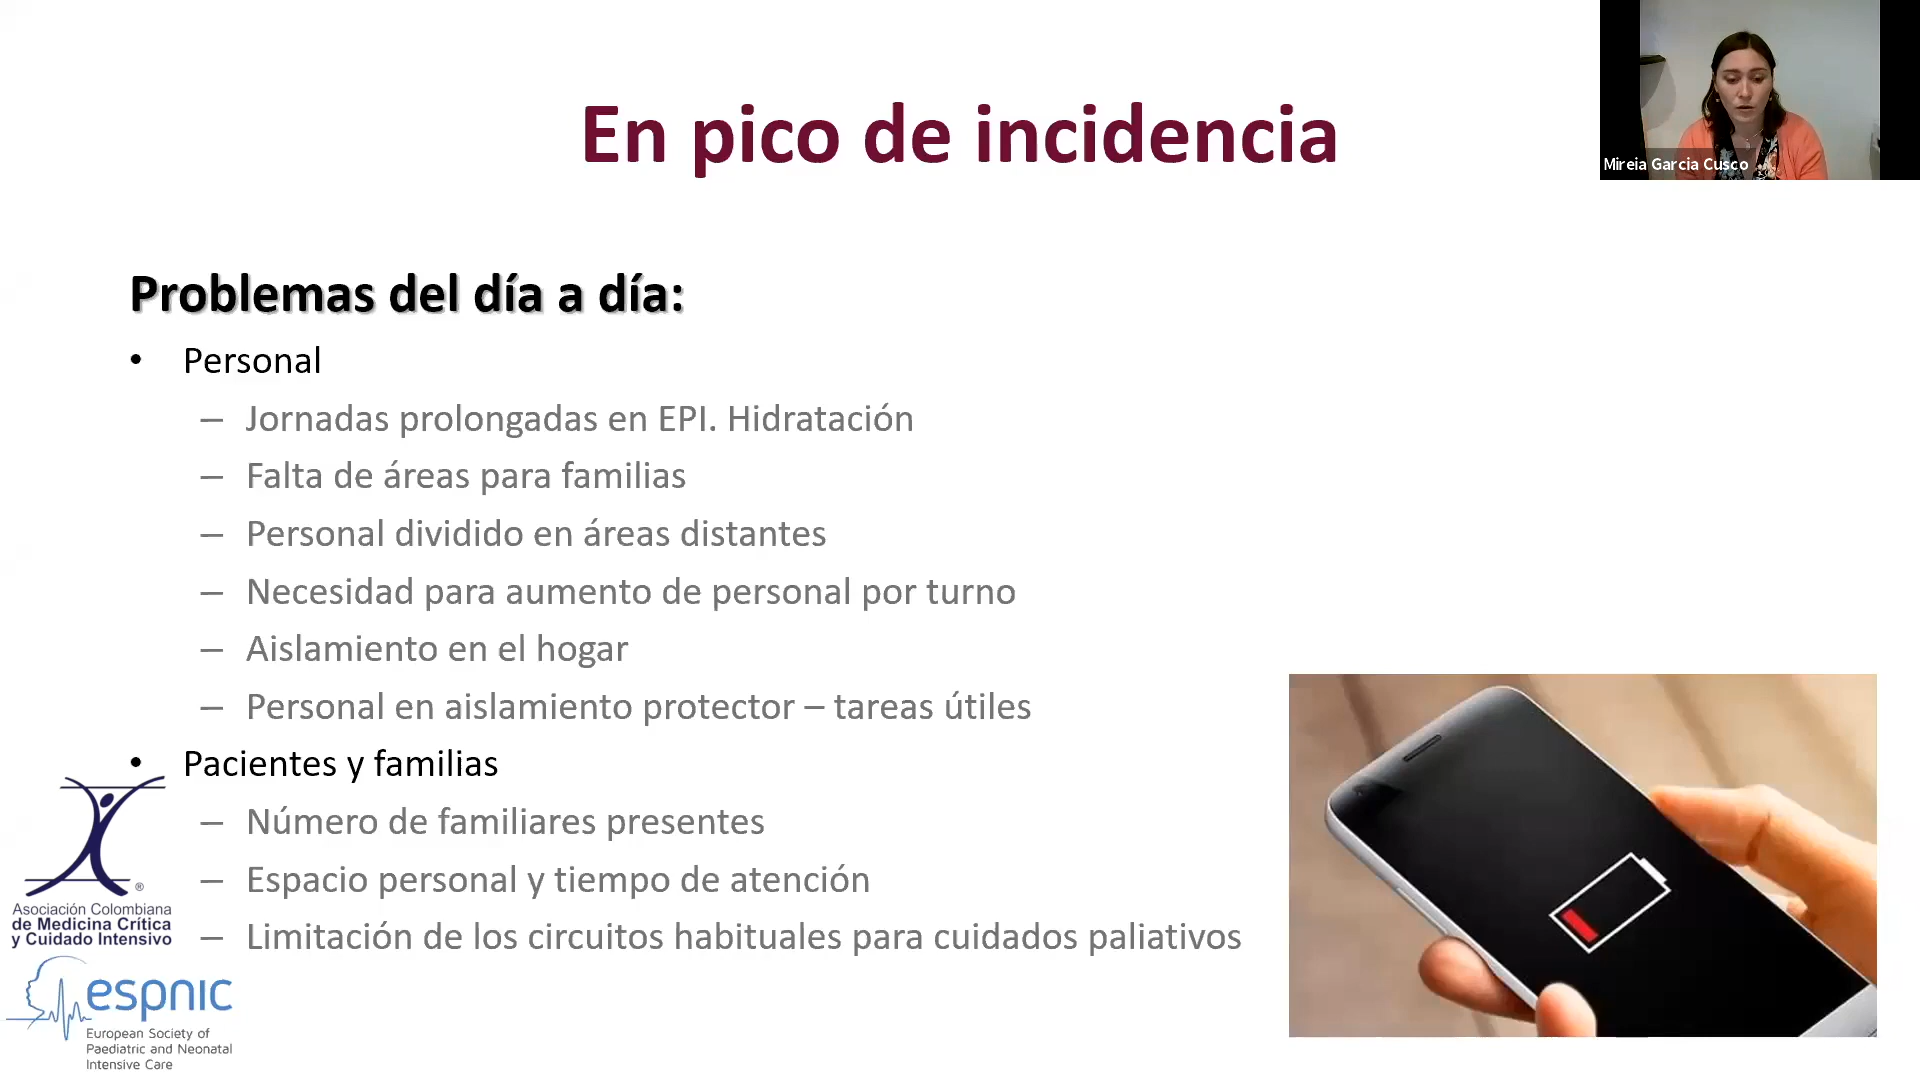 En pico de incidencia
Mireia Garcia Cusco
Problemas del día a día:
• Personal
– Jornadas prolongadas en EPI. Hidratación
– Falta de áreas para familias
– Personal dividido en áreas distantes
– Necesidad para aumento de personal por turno
– Aislamiento en el hogar
– Personal en aislamiento protector – tareas útiles
• Pacientes y familias
– Número de familiares presentes
– Espacio personal y tiempo de atención
– Limitación de los circuitos habituales para cuidados paliativos
®
Asociación Colombiana
de Medicina Crítica
y Cuidado Intensivo
espnic
European Society of
Paediatric and Neonatal
Intensive Care